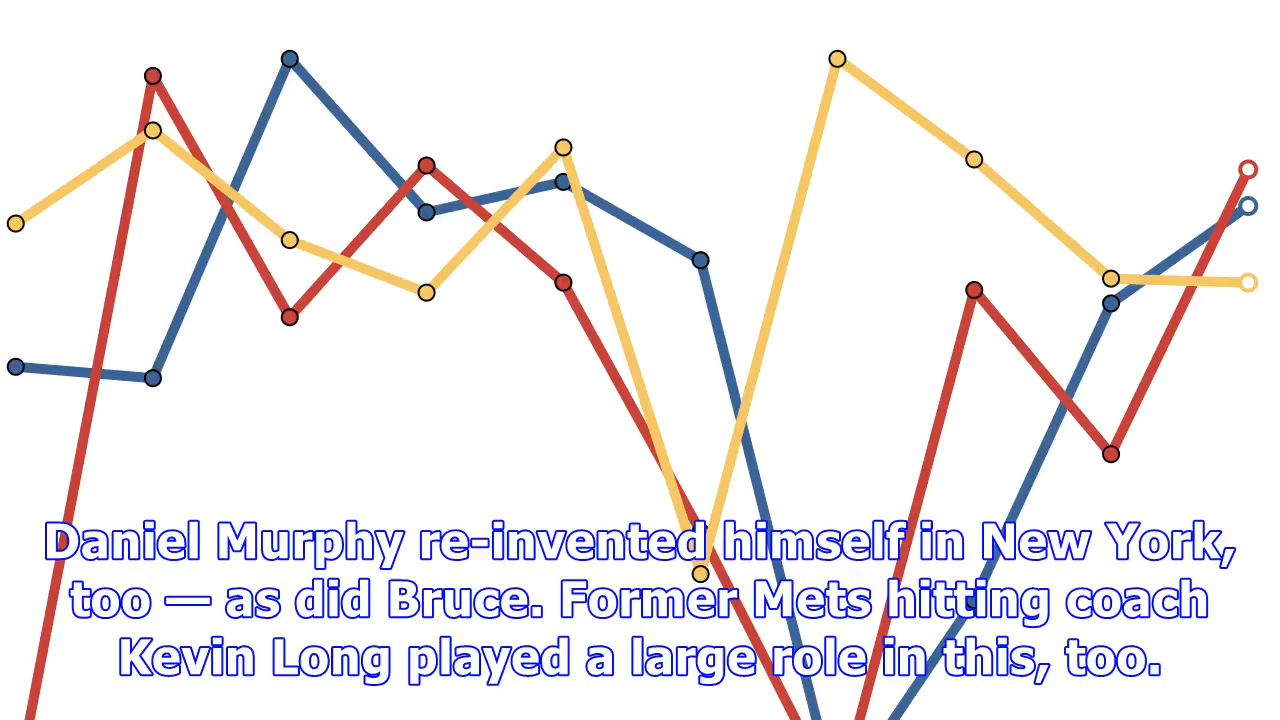 Daniel Murphy re-invented himself in New York,
too — as did Bruce. Former Mets hitting coach
Kevin Long played a large role in this, too.